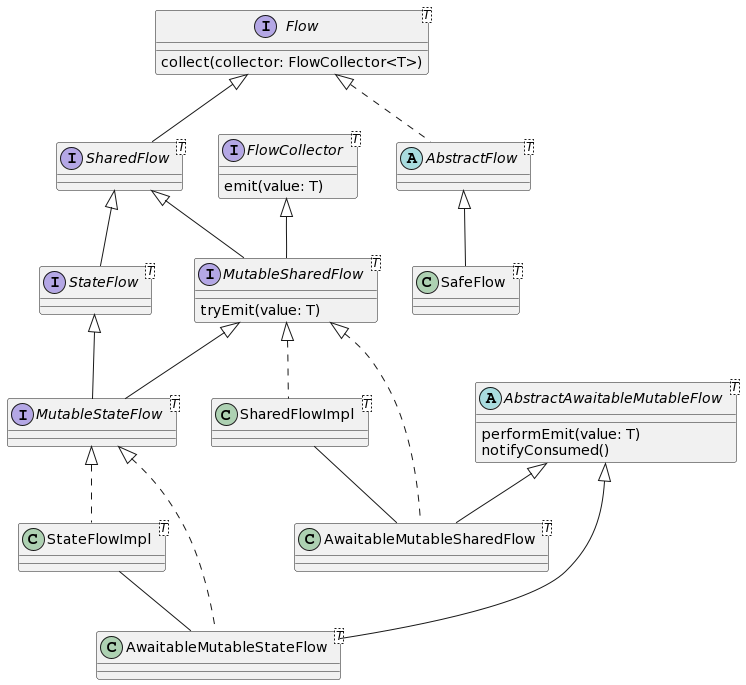 I Flow T
collect(collector: FlowCollector<T>)
I SharedFlow T
I FlowCollector T
emit(value: T)
A AbstractFlow T
I StateFlow T
I MutableSharedFlow T
tryEmit(value: T)
C SafeFlow T
I MutableStateFlow T
C SharedFlowImpl T
A AbstractAwaitableMutableFlow T
performEmit(value: T)
notifyConsumed()
C StateFlowImpl T
C AwaitableMutableSharedFlow T
C AwaitableMutableStateFlow T